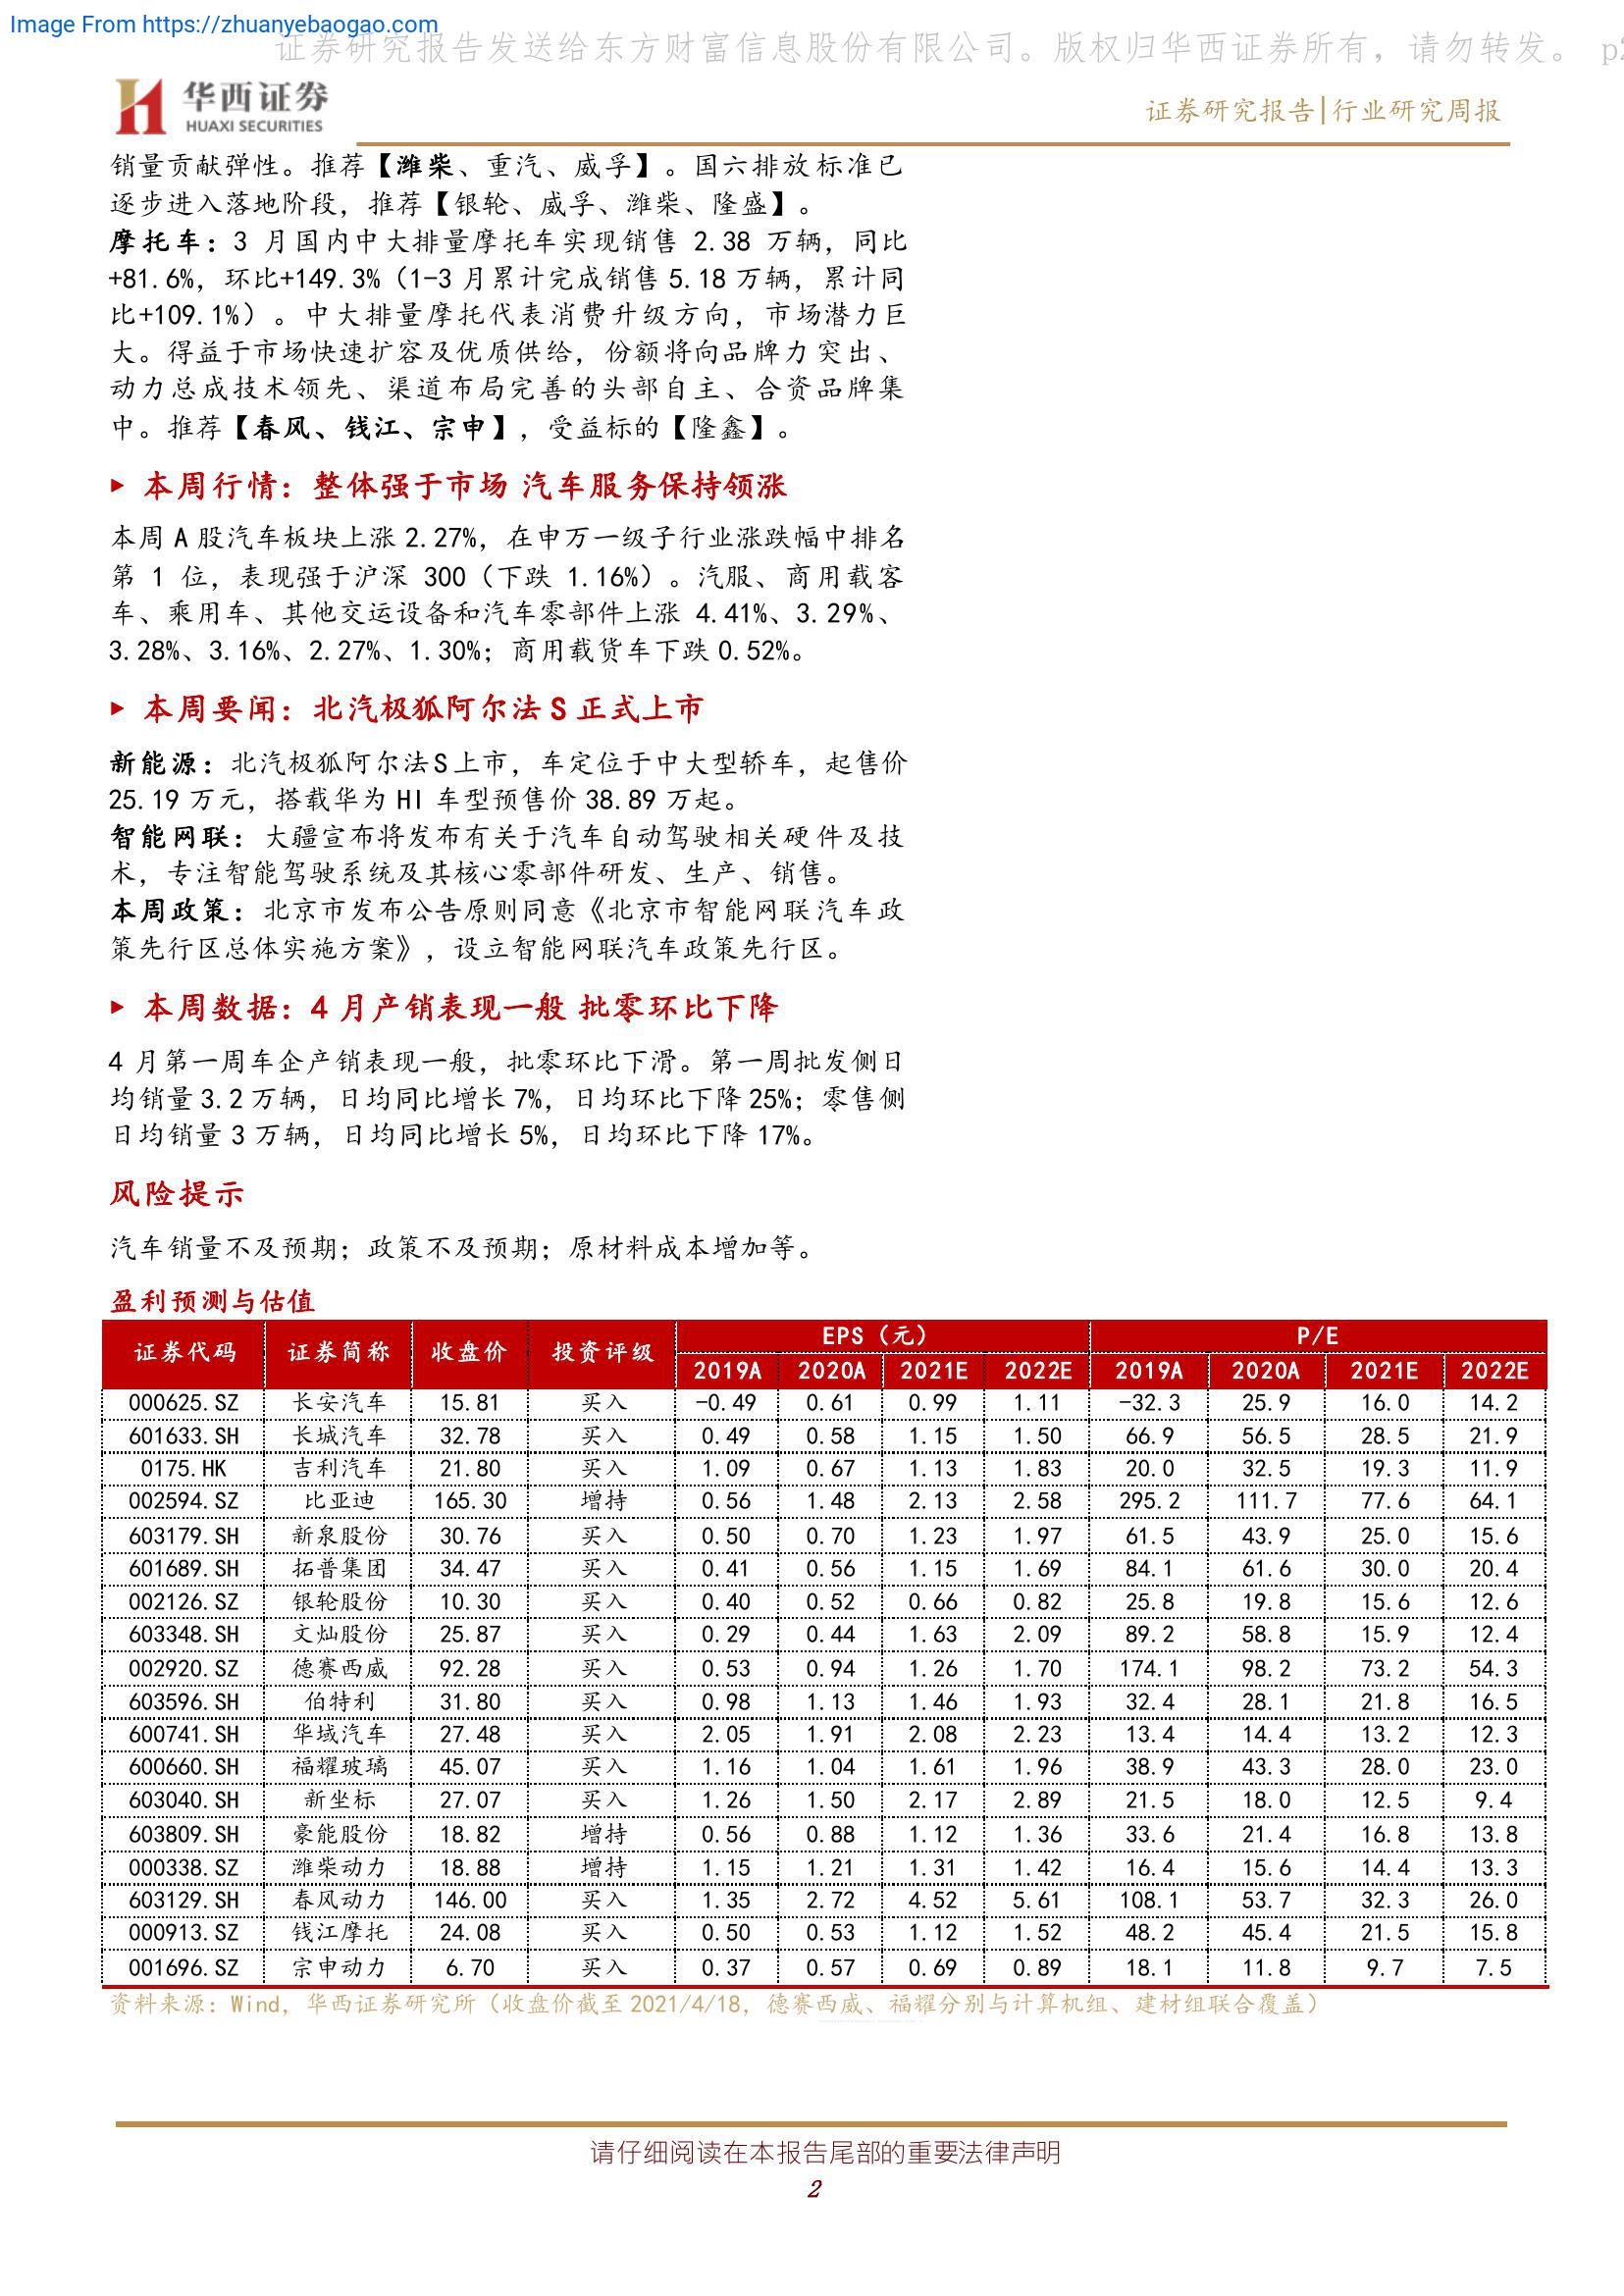 Image From https://zhuanyebaogao.com
证券研究报告发送给东方财富信息股份有限公司。版权归华西证券所有，请勿转发。 p2
华西证券
HUAXI SECURITIES
证券研究报告|行业研究周报
销量贡献弹性。推荐【潍柴、重汽、威孚】。国六排放标准已
逐步进入落地阶段，推荐【银轮、威孚、潍柴、隆盛】。
摩托车：3 月国内中大排量摩托车实现销售 2.38 万辆，同比
+81.6%，环比+149.3%（1-3 月累计完成销售 5.18 万辆，累计同
比+109.1%）。中大排量摩托代表消费升级方向，市场潜力巨
大。得益于市场快速扩容及优质供给，份额将向品牌力突出、
动力总成技术领先、渠道布局完善的头部自主、合资品牌集
中。推荐【春风、钱江、宗申】，受益标的【隆鑫】。
▶ 本周行情：整体强于市场 汽车服务保持领涨
本周 A 股汽车板块上涨 2.27%，在申万一级子行业涨跌幅中排名
第 1 位，表现强于沪深 300（下跌 1.16%）。汽服、商用载客
车、乘用车、其他交运设备和汽车零部件上涨 4.41%、3.29%、
3.28%、3.16%、2.27%、1.30%；商用载货车下跌 0.52%。
▶ 本周要闻：北汽极狐阿尔法 S 正式上市
新能源：北汽极狐阿尔法S上市，车定位于中大型轿车，起售价
25.19 万元，搭载华为 HI 车型预售价 38.89 万起。
智能网联：大疆宣布将发布有关于汽车自动驾驶相关硬件及技
术，专注智能驾驶系统及其核心零部件研发、生产、销售。
本周政策：北京市发布公告原则同意《北京市智能网联汽车政
策先行区总体实施方案》，设立智能网联汽车政策先行区。
▶ 本周数据：4 月产销表现一般 批零环比下降
4 月第一周车企产销表现一般，批零环比下滑。第一周批发侧日
均销量 3.2 万辆，日均同比增长 7%，日均环比下降 25%；零售侧
日均销量 3 万辆，日均同比增长 5%，日均环比下降 17%。
风险提示
汽车销量不及预期；政策不及预期；原材料成本增加等。
盈利预测与估值
证券代码 证券简称 收盘价 投资评级 EPS（元） P/E
2019A 2020A 2021E 2022E 2019A 2020A 2021E 2022E
000625.SZ 长安汽车 15.81 买入 -0.49 0.61 0.99 1.11 -32.3 25.9 16.0 14.2
601633.SH 长城汽车 32.78 买入 0.49 0.58 1.15 1.50 66.9 56.5 28.5 21.9
0175.HK 吉利汽车 21.80 买入 1.09 0.67 1.13 1.83 20.0 32.5 19.3 11.9
002594.SZ 比亚迪 165.30 增持 0.56 1.48 2.13 2.58 295.2 111.7 77.6 64.1
603179.SH 新泉股份 30.76 买入 0.50 0.70 1.23 1.97 61.5 43.9 25.0 15.6
601689.SH 拓普集团 34.47 买入 0.41 0.56 1.15 1.69 84.1 61.6 30.0 20.4
002126.SZ 银轮股份 10.30 买入 0.40 0.52 0.66 0.82 25.8 19.8 15.6 12.6
603348.SH 文灿股份 25.87 买入 0.29 0.44 1.63 2.09 89.2 58.8 15.9 12.4
002920.SZ 德赛西威 92.28 买入 0.53 0.94 1.26 1.70 174.1 98.2 73.2 54.3
603596.SH 伯特利 31.80 买入 0.98 1.13 1.46 1.93 32.4 28.1 21.8 16.5
600741.SH 华域汽车 27.48 买入 2.05 1.91 2.08 2.23 13.4 14.4 13.2 12.3
600660.SH 福耀玻璃 45.07 买入 1.16 1.04 1.61 1.96 38.9 43.3 28.0 23.0
603040.SH 新坐标 27.07 买入 1.26 1.50 2.17 2.89 21.5 18.0 12.5 9.4
603809.SH 豪能股份 18.82 增持 0.56 0.88 1.12 1.36 33.6 21.4 16.8 13.8
000338.SZ 潍柴动力 18.88 增持 1.15 1.21 1.31 1.42 16.4 15.6 14.4 13.3
603129.SH 春风动力 146.00 买入 1.35 2.72 4.52 5.61 108.1 53.7 32.3 26.0
000913.SZ 钱江摩托 24.08 买入 0.50 0.53 1.12 1.52 48.2 45.4 21.5 15.8
001696.SZ 宗申动力 6.70 买入 0.37 0.57 0.69 0.89 18.1 11.8 9.7 7.5
资料来源：Wind，华西证券研究所（收盘价截至 2021/4/18，德赛西威、福耀分别与计算机组、建材组联合覆盖）
请仔细阅读在本报告尾部的重要法律声明
2